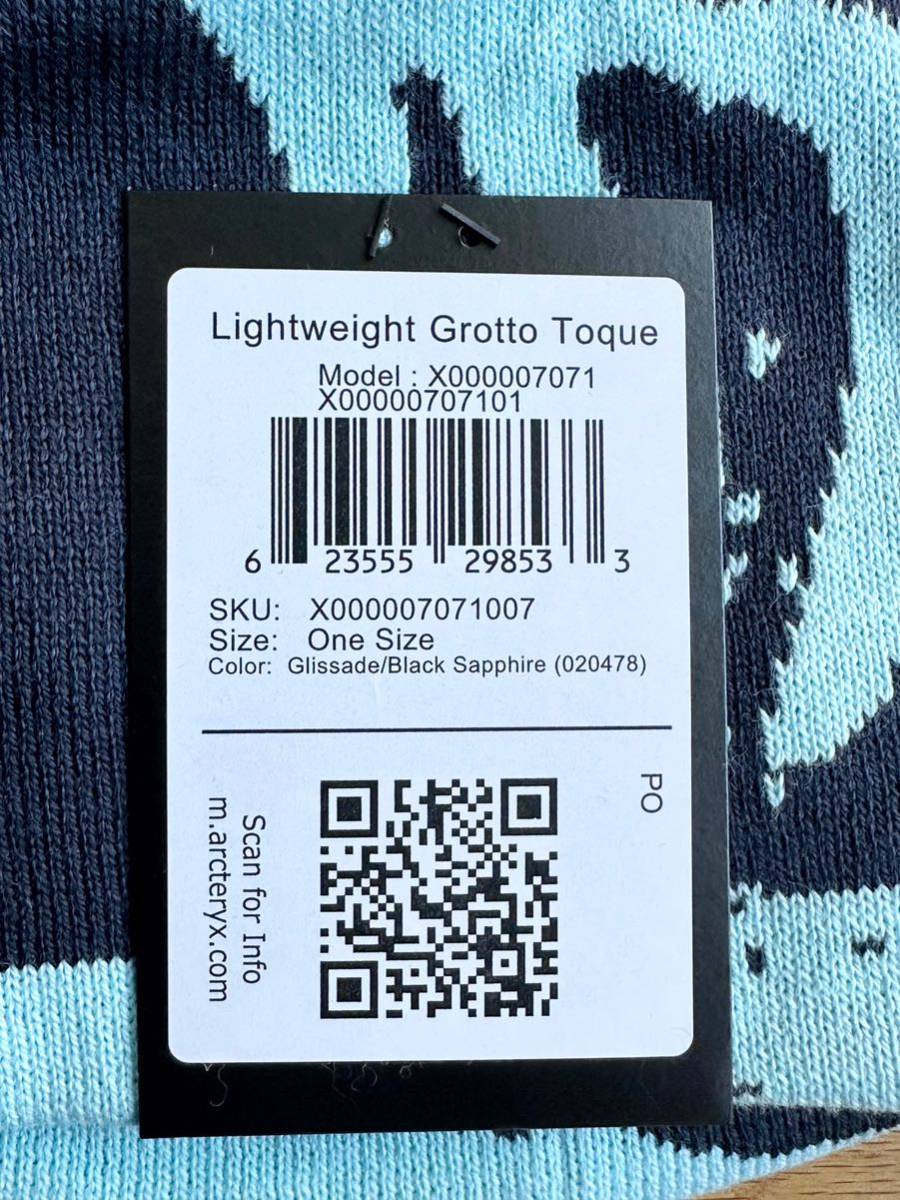 Lightweight Grotto Toque
Model : X000007071
X00000707101
6 23555 29853 3
SKU: X000007071007
Size: One Size
Color: Glissade/Black Sapphire (020478)
PO
Scan for Info
m.arcteryx.com